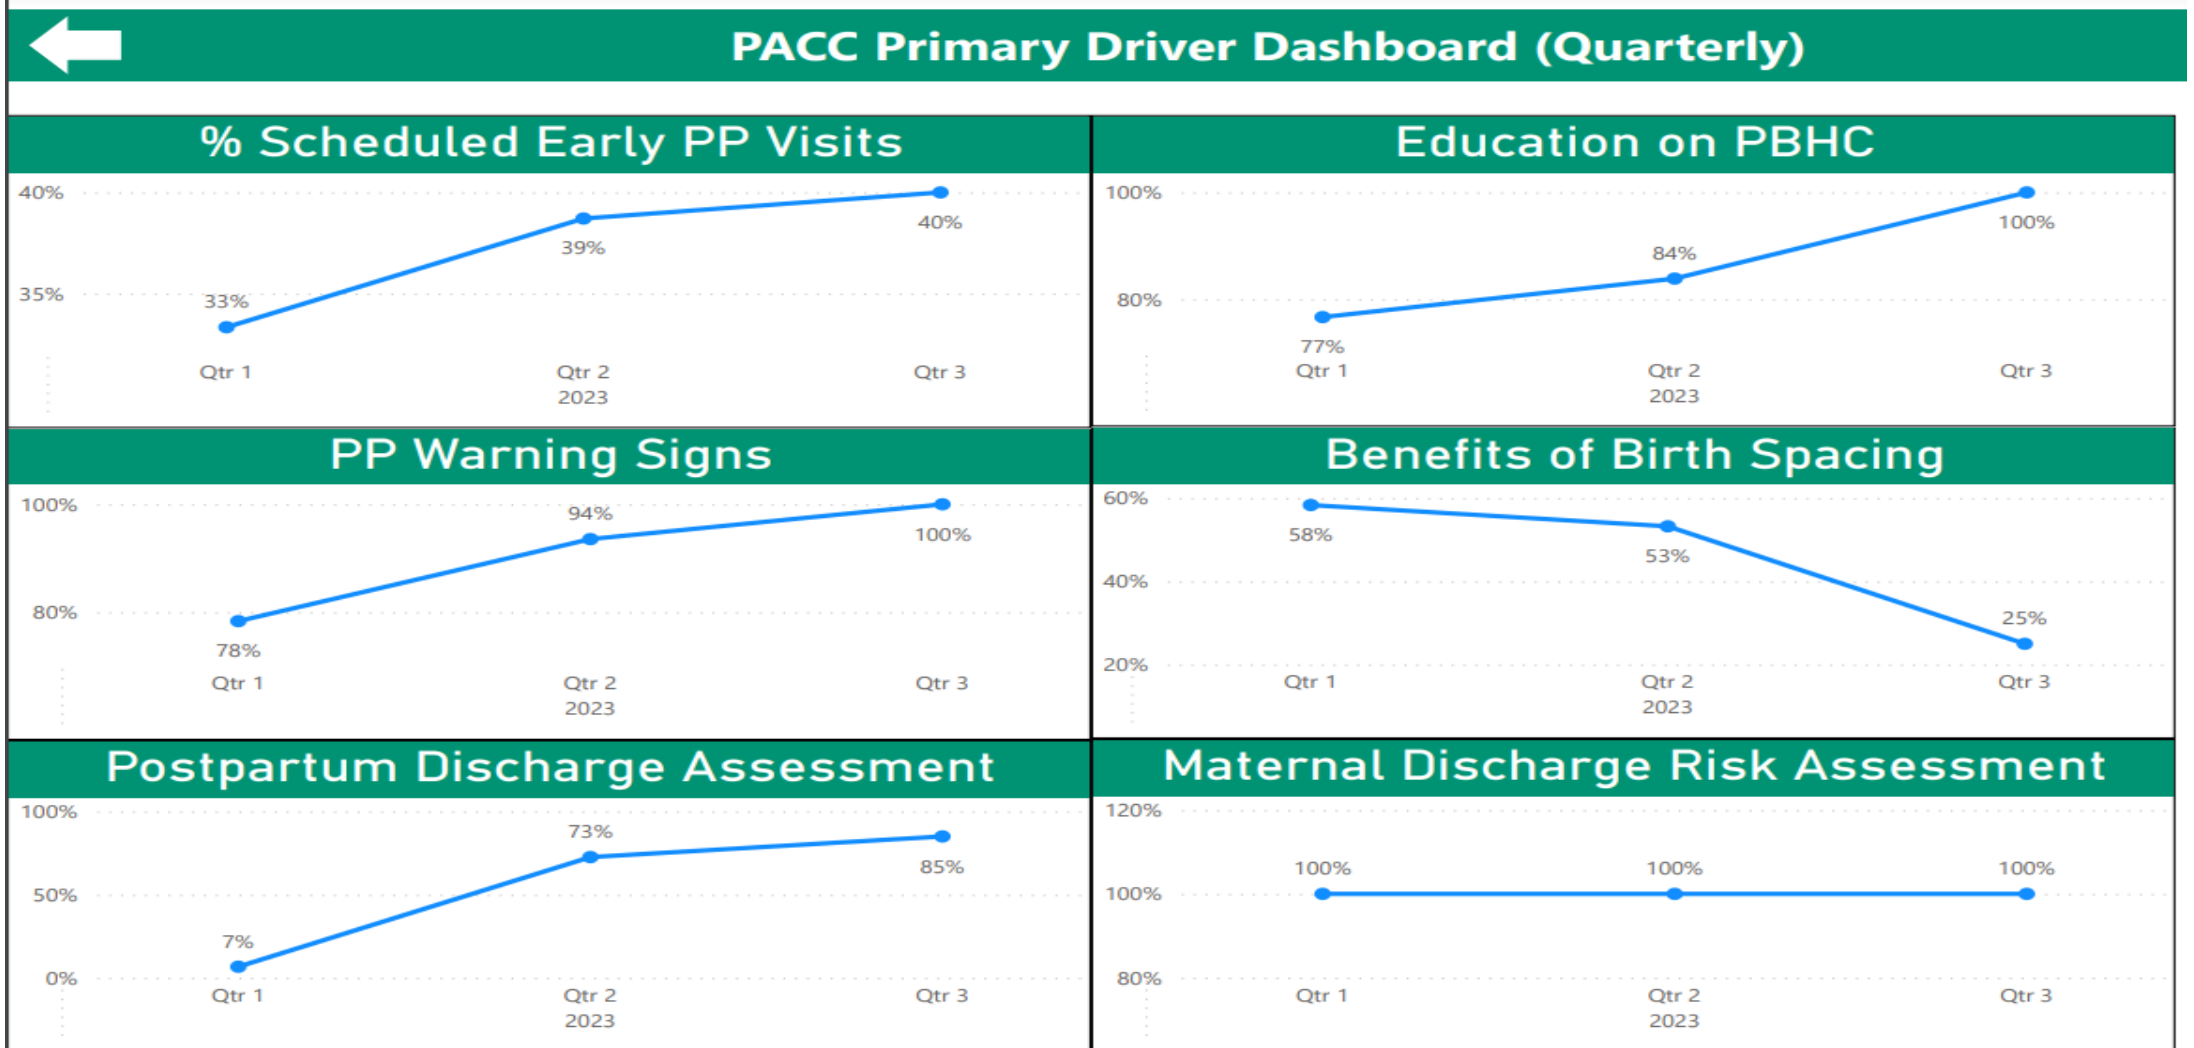 PACC Primary Driver Dashboard (Quarterly)
% Scheduled Early PP Visits
40%
35%
33%
39%
40%
Qtr 1
Qtr 2
Qtr 3
2023
Education on PBHC
100%
80%
77%
84%
100%
Qtr 1
Qtr 2
Qtr 3
2023
PP Warning Signs
100%
80%
78%
94%
100%
Qtr 1
Qtr 2
Qtr 3
2023
Benefits of Birth Spacing
60%
40%
20%
58%
53%
25%
Qtr 1
Qtr 2
Qtr 3
2023
Postpartum Discharge Assessment
100%
50%
0%
7%
73%
85%
Qtr 1
Qtr 2
Qtr 3
2023
Maternal Discharge Risk Assessment
120%
100%
80%
100%
100%
100%
Qtr 1
Qtr 2
Qtr 3
2023